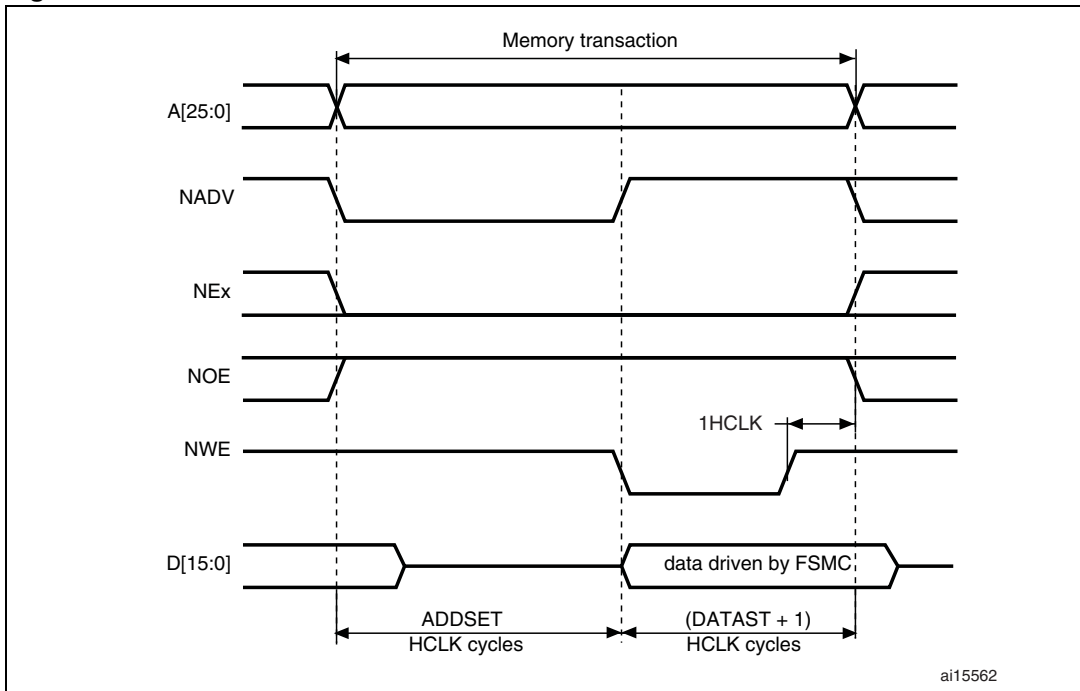 Memory transaction
A[25:0]
NADV
NEx
NOE
1HCLK
NWE
D[15:0]
data driven by FSMC
ADDSET
HCLK cycles
(DATAST + 1)
HCLK cycles
ai15562